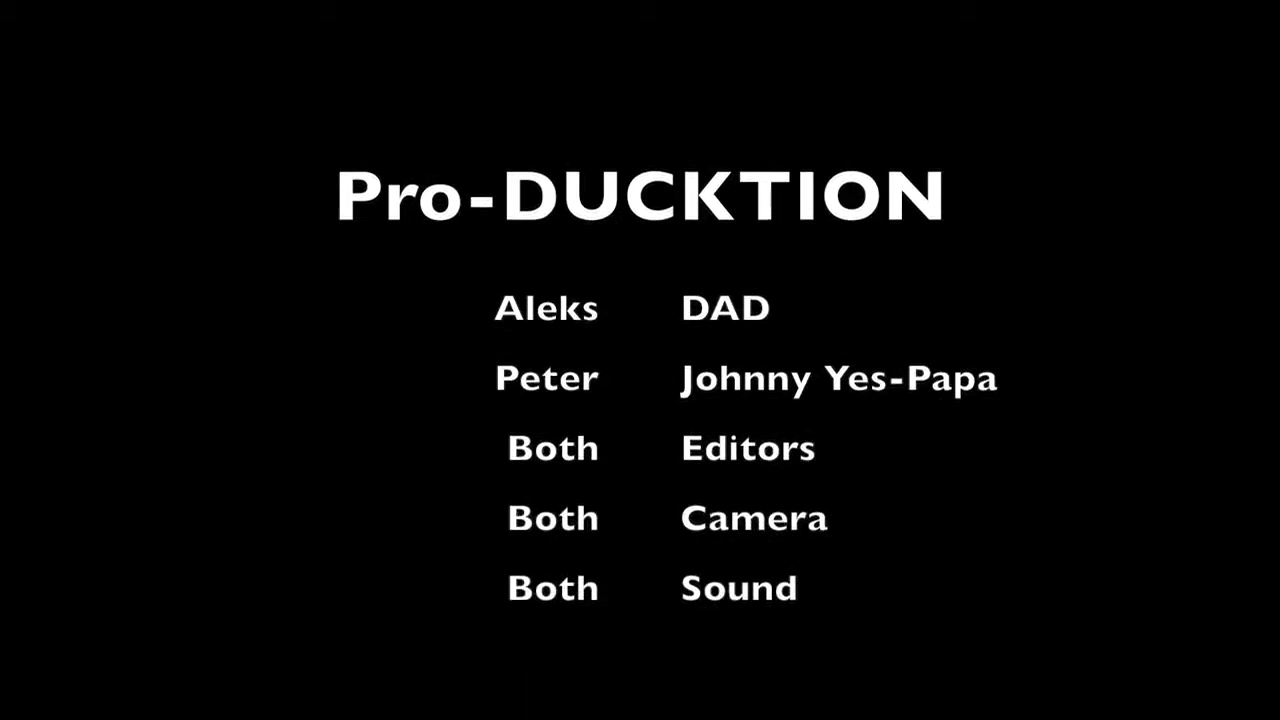 Pro-DUCKTION
Aleks DAD
Peter Johnny Yes-Papa
Both Editors
Both Camera
Both Sound